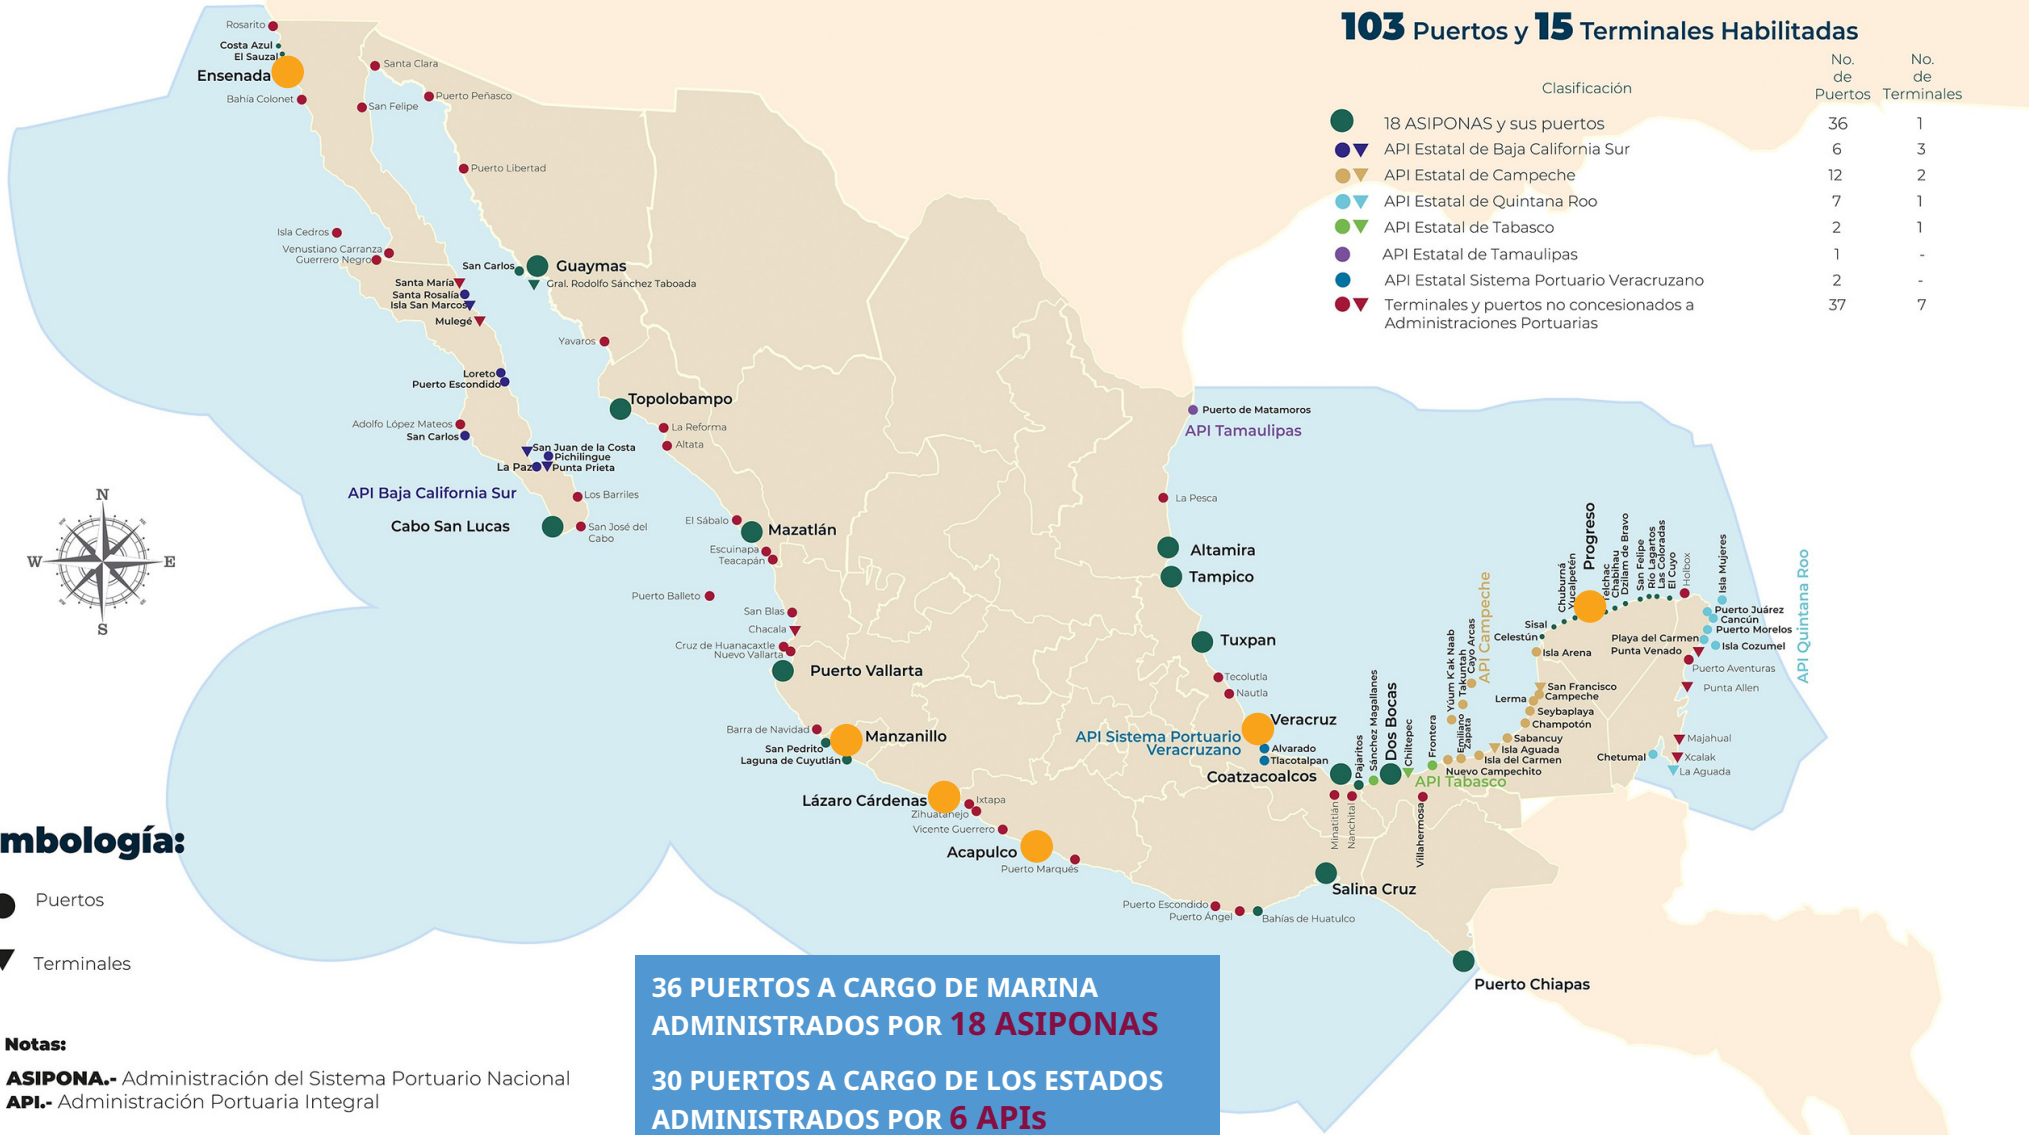 103 Puertos y 15 Terminales Habilitadas
Clasificación
No. de Puertos
No. de Terminales
18 ASIPONAS y sus puertos 36 1
API Estatal de Baja California Sur 6 3
API Estatal de Campeche 12 2
API Estatal de Quintana Roo 7 1
API Estatal de Tabasco 2 1
API Estatal de Tamaulipas 1 -
API Estatal Sistema Portuario Veracruzano 2 -
Terminales y puertos no concesionados a 37 7
Administraciones Portuarias
Rosarito
Costa Azul
El Sauzal
Ensenada
Bahía Colonet
Santa Clara
San Felipe
Puerto Peñasco
Puerto Libertad
Isla Cedros
Venustiano Carranza
Guerrero Negro
San Carlos
Guaymas
Gral. Rodolfo Sánchez Taboada
Santa María
Santa Rosalía
Isla San Marcos
Mulegé
Yavaros
Loreto
Puerto Escondido
Topolobampo
Adolfo López Mateos
San Carlos
La Reforma
Altata
San Juan de la Costa
Pichilingue
La Paz
Punta Prieta
API Baja California Sur
Los Barriles
Cabo San Lucas
San José del
Cabo
El Sábalo
Mazatlán
Escuinapa
Teacapán
Puerto Balleto
San Blas
Chacala
Cruz de Huanacaxtle
Nuevo Vallarta
Puerto Vallarta
Barra de Navidad
Manzanillo
San Pedrito
Laguna de Cuyutlán
Lázaro Cárdenas
Ixtapa
Zihuatanejo
Vicente Guerrero
Acapulco
Puerto Marqués
Puerto Escondido
Puerto Ángel
Bahías de Huatulco
Salina Cruz
Puerto Chiapas
Puerto de Matamoros
API Tamaulipas
La Pesca
Altamira
Tampico
Tuxpan
Tecolutla
Nautla
Veracruz
API Sistema Portuario
Veracruzano
Alvarado
Tlacotalpan
Coatzacoalcos
Minatitlán
Nanchital
Pajaritos
Sánchez Magallanes
Dos Bocas
Chiltepec
Frontera
Villahermosa
API Tabasco
Nuevo Campechito
Emiliano
Zapata
Yúum K'ak Naab
Takuntah
Cayo Arcas
API Campeche
Isla del Carmen
Isla Aguada
Sabancuy
Champotón
Seybaplaya
Lerma
Campeche
San Francisco
Isla Arena
Celestún
Sisal
Chuburná
Yucalpetén
Progreso
Telchac
Chabihau
Dzilam de Bravo
San Felipe
Río Lagartos
Las Coloradas
El Cuyo
Holbox
Isla Mujeres
Puerto Juárez
Cancún
Puerto Morelos
Playa del Carmen
Isla Cozumel
Punta Venado
Puerto Aventuras
Punta Allen
Majahual
Xcalak
Chetumal
La Aguada
API Quintana Roo
N
W
E
S
mbología:
Puertos
Terminales
Notas:
ASIPONA.- Administración del Sistema Portuario Nacional
API.- Administración Portuaria Integral
36 PUERTOS A CARGO DE MARINA
ADMINISTRADOS POR 18 ASIPONAS
30 PUERTOS A CARGO DE LOS ESTADOS
ADMINISTRADOS POR 6 APIs